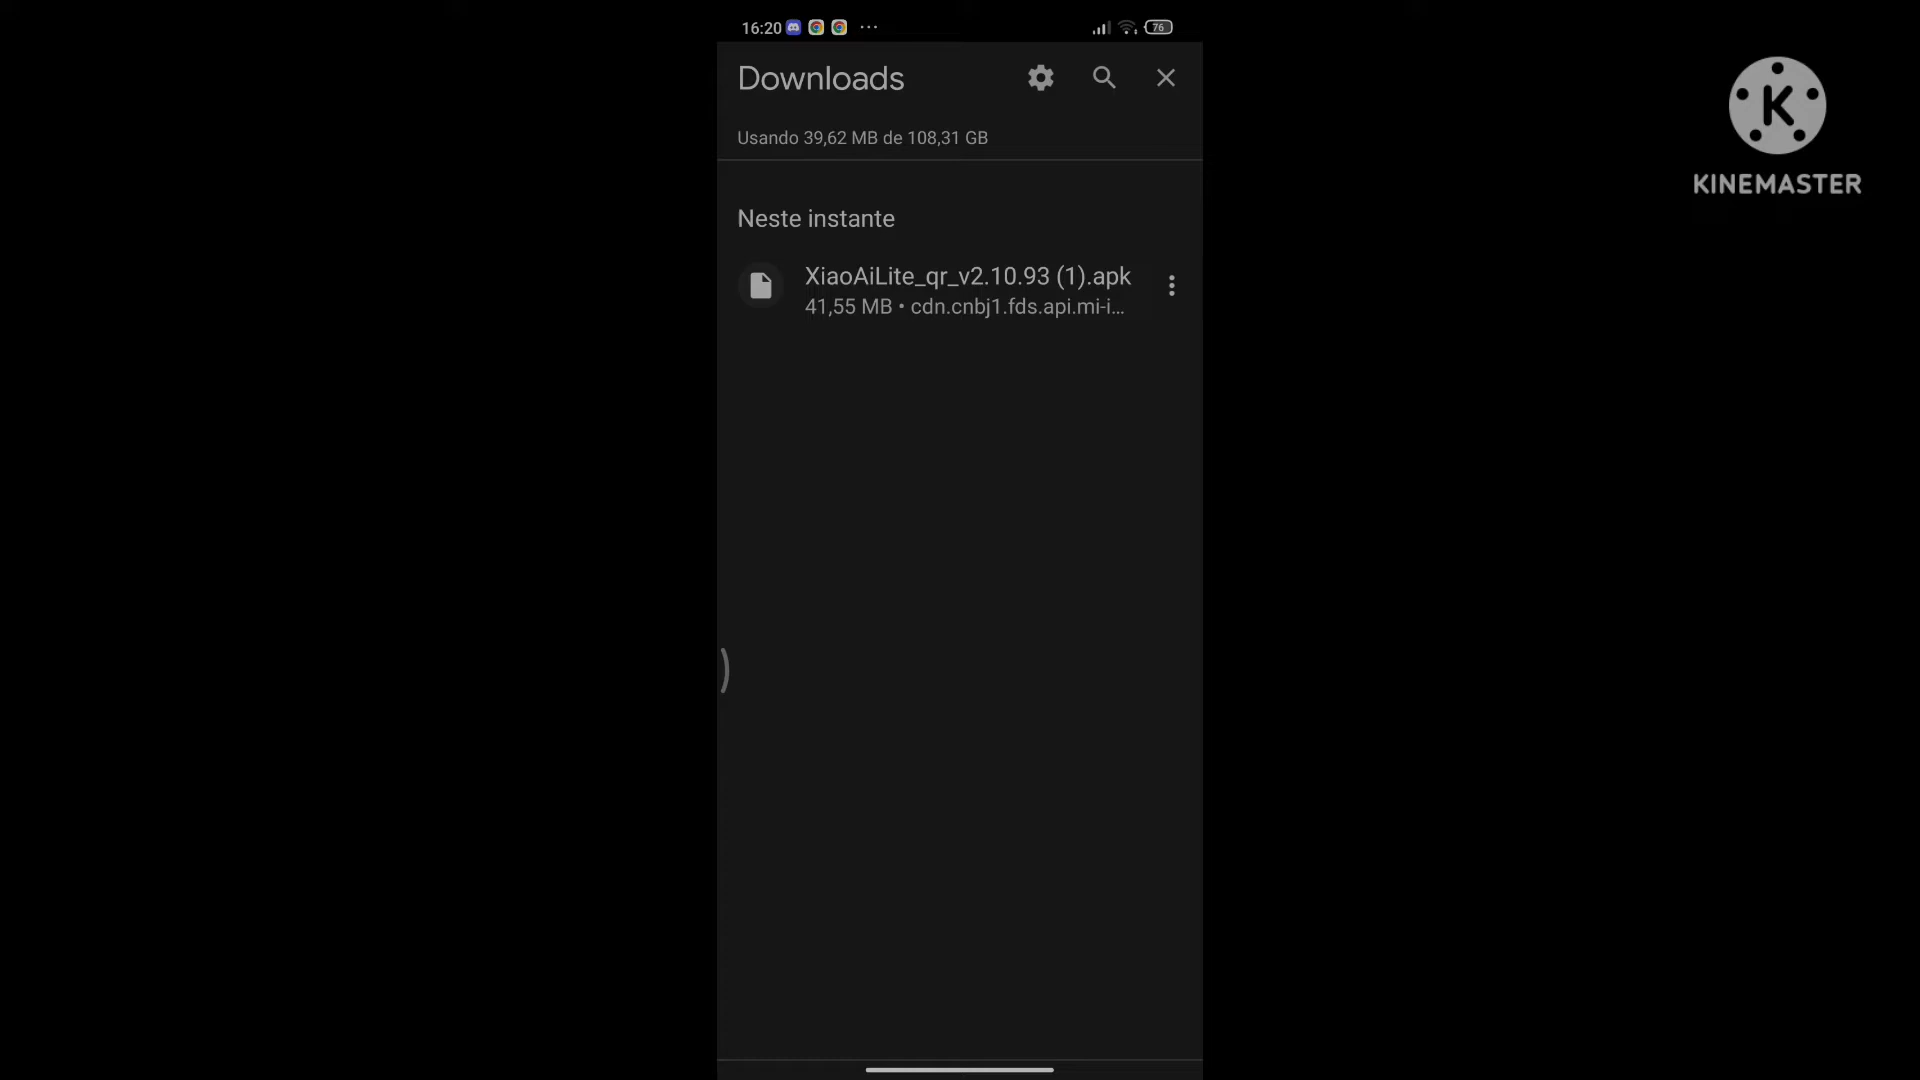 16:20
76
Downloads
Usando 39,62 MB de 108,31 GB
Neste instante
XiaoAiLite_qr_v2.10.93 (1).apk
41,55 MB • cdn.cnbj1.fds.api.mi-i...
K
KINEMASTER